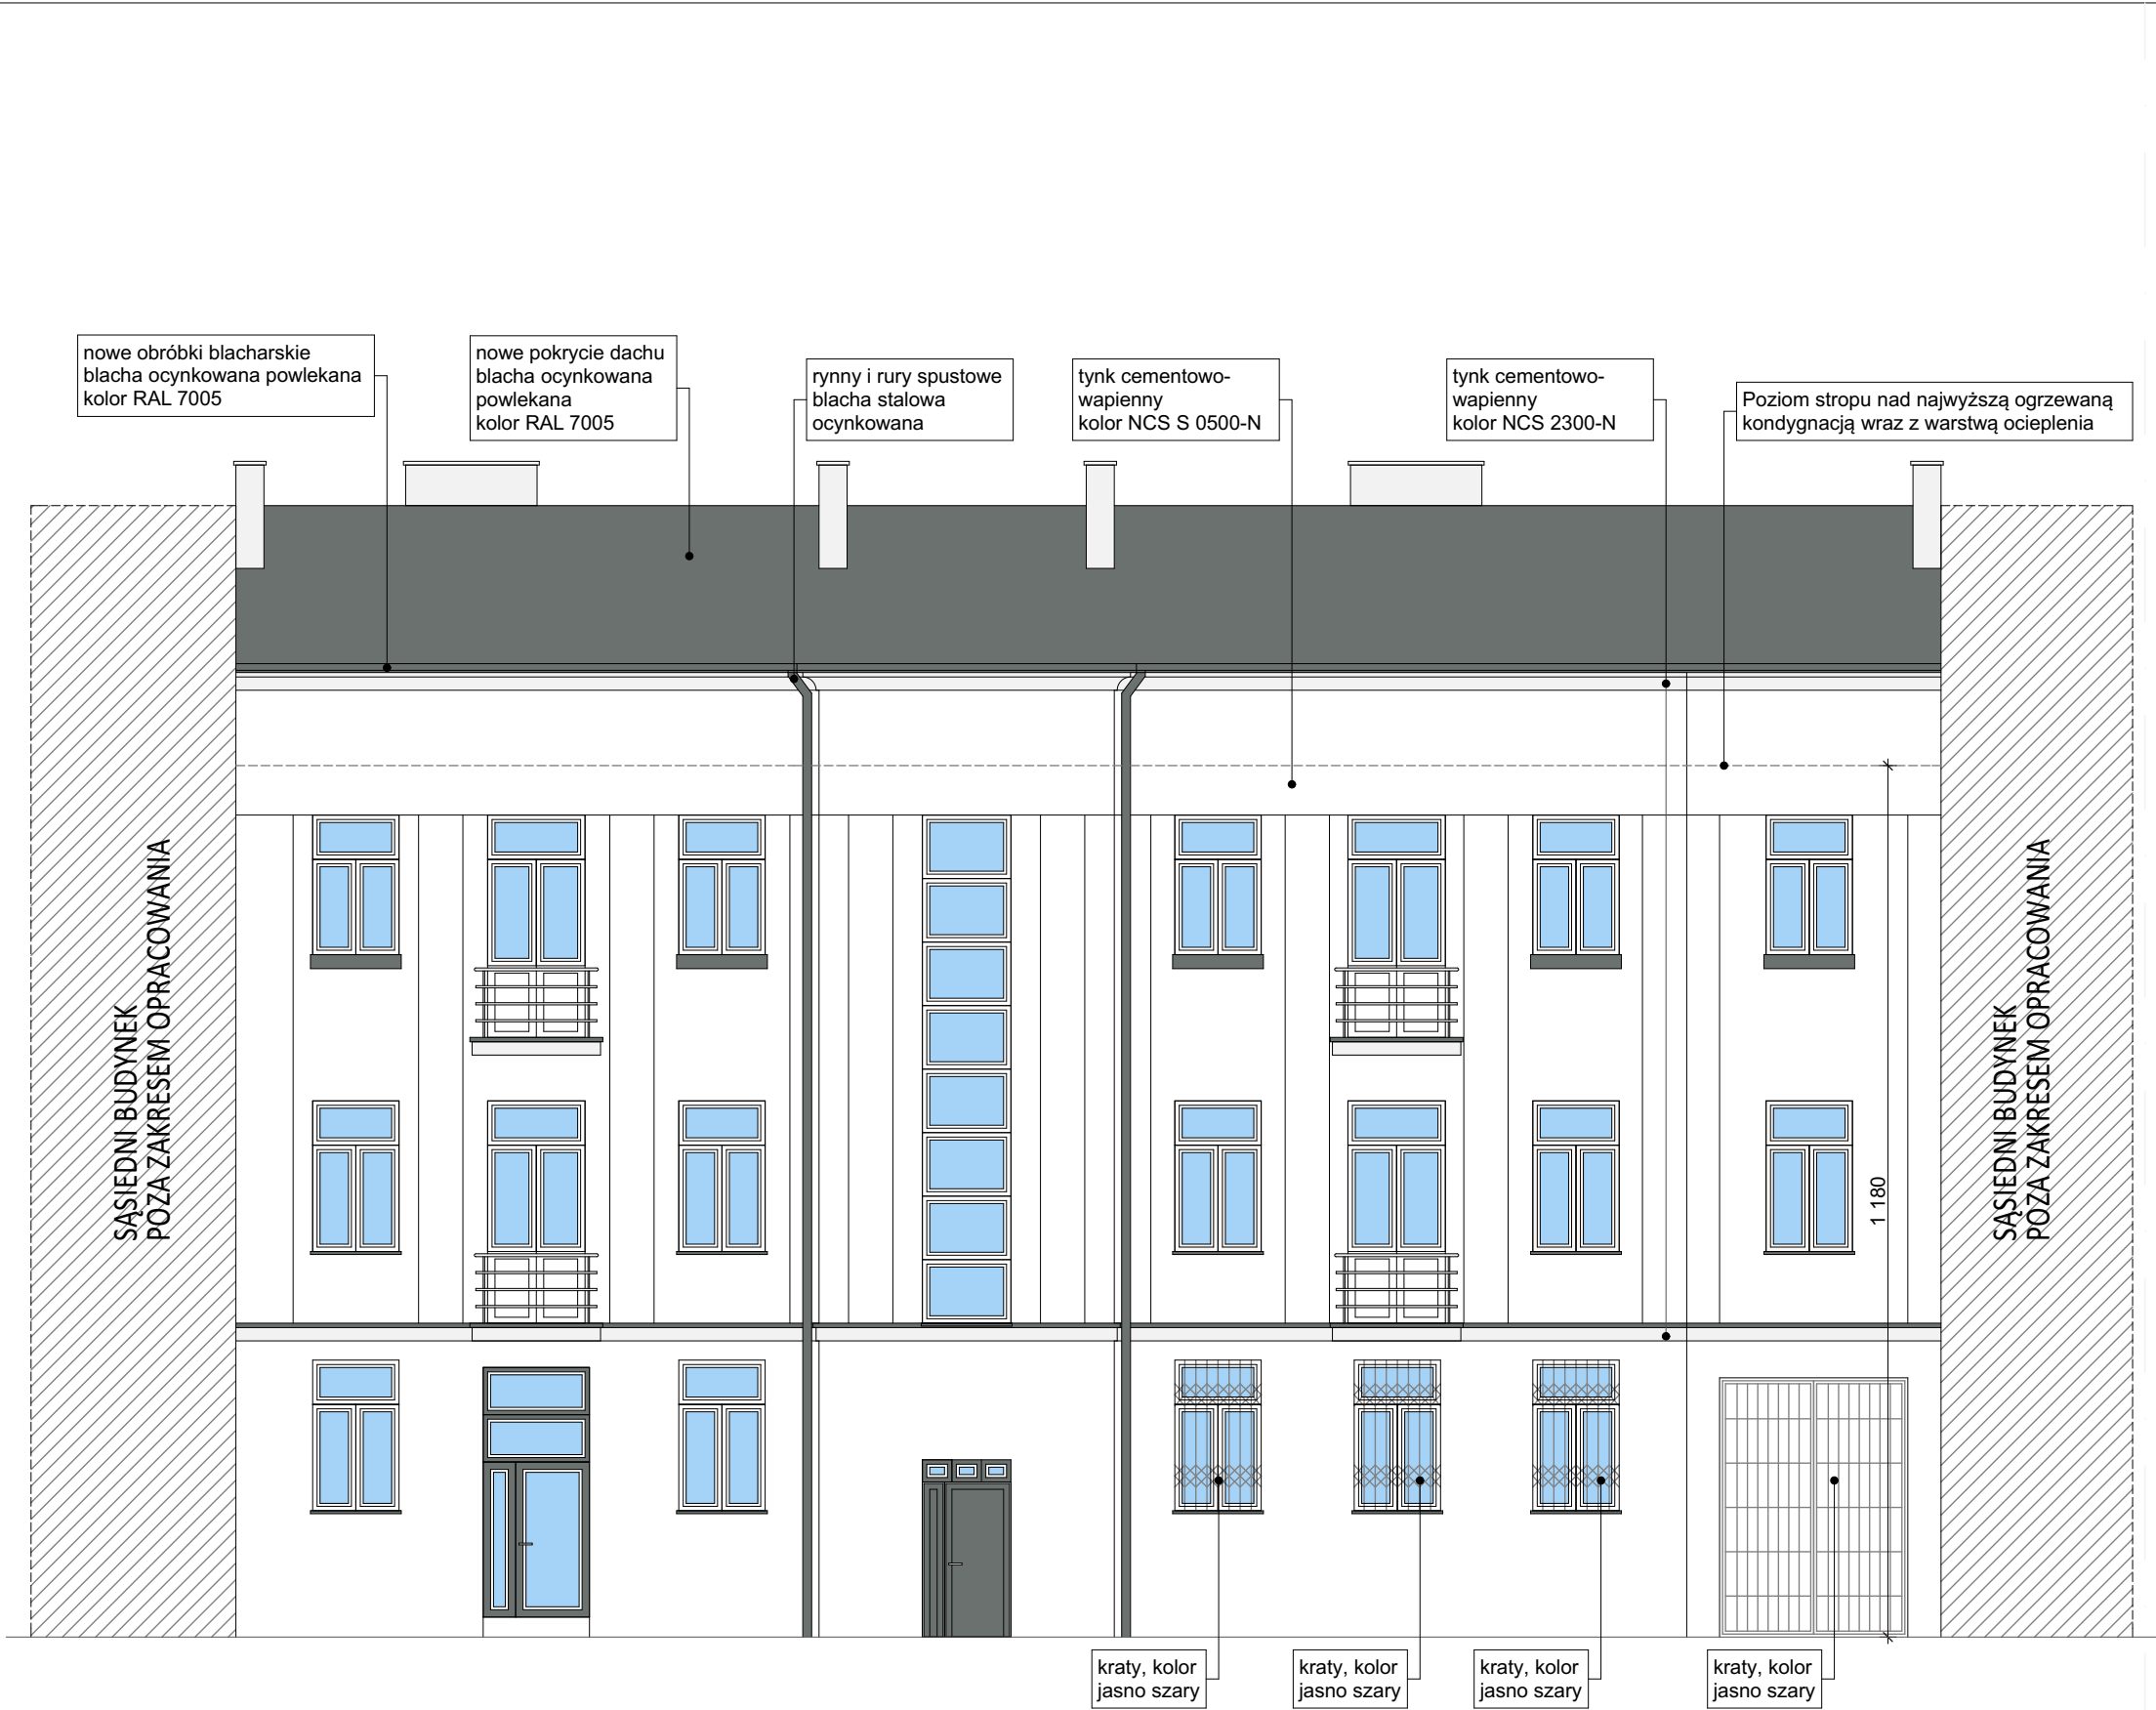 nowe obróbki blacharskie
blacha ocynkowana powlekana
kolor RAL 7005
nowe pokrycie dachu
blacha ocynkowana
powlekana
kolor RAL 7005
rynny i rury spustowe
blacha stalowa
ocynkowana
tynk cementowo-
wapienny
kolor NCS S 0500-N
tynk cementowo-
wapienny
kolor NCS 2300-N
Poziom stropu nad najwyższą ogrzewaną
kondygnacją wraz z warstwą ocieplenia
SĄSIEDNI BUDYNEK
POZA ZAKRESEM OPRACOWANIA
1 180
SĄSIEDNI BUDYNEK
POZA ZAKRESEM OPRACOWANIA
kraty, kolor
jasno szary
kraty, kolor
jasno szary
kraty, kolor
jasno szary
kraty, kolor
jasno szary